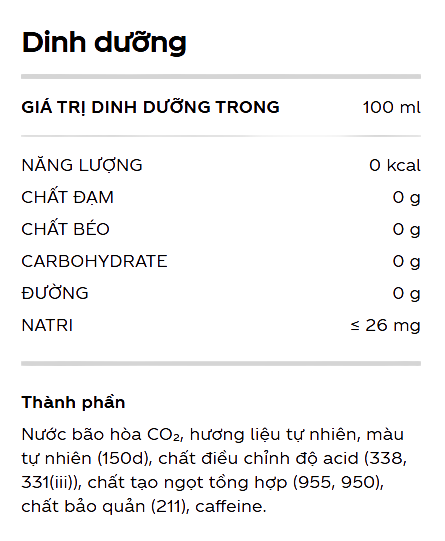 Dinh dưỡng
GIÁ TRỊ DINH DƯỠNG TRONG 100 ml
NĂNG LƯỢNG 0 kcal
CHẤT ĐẠM 0 g
CHẤT BÉO 0 g
CARBOHYDRATE 0 g
ĐƯỜNG 0 g
NATRI ≤ 26 mg
Thành phần
Nước bão hòa CO₂, hương liệu tự nhiên, màu
tự nhiên (150d), chất điều chỉnh độ acid (338,
331(iii)), chất tạo ngọt tổng hợp (955, 950),
chất bảo quản (211), caffeine.